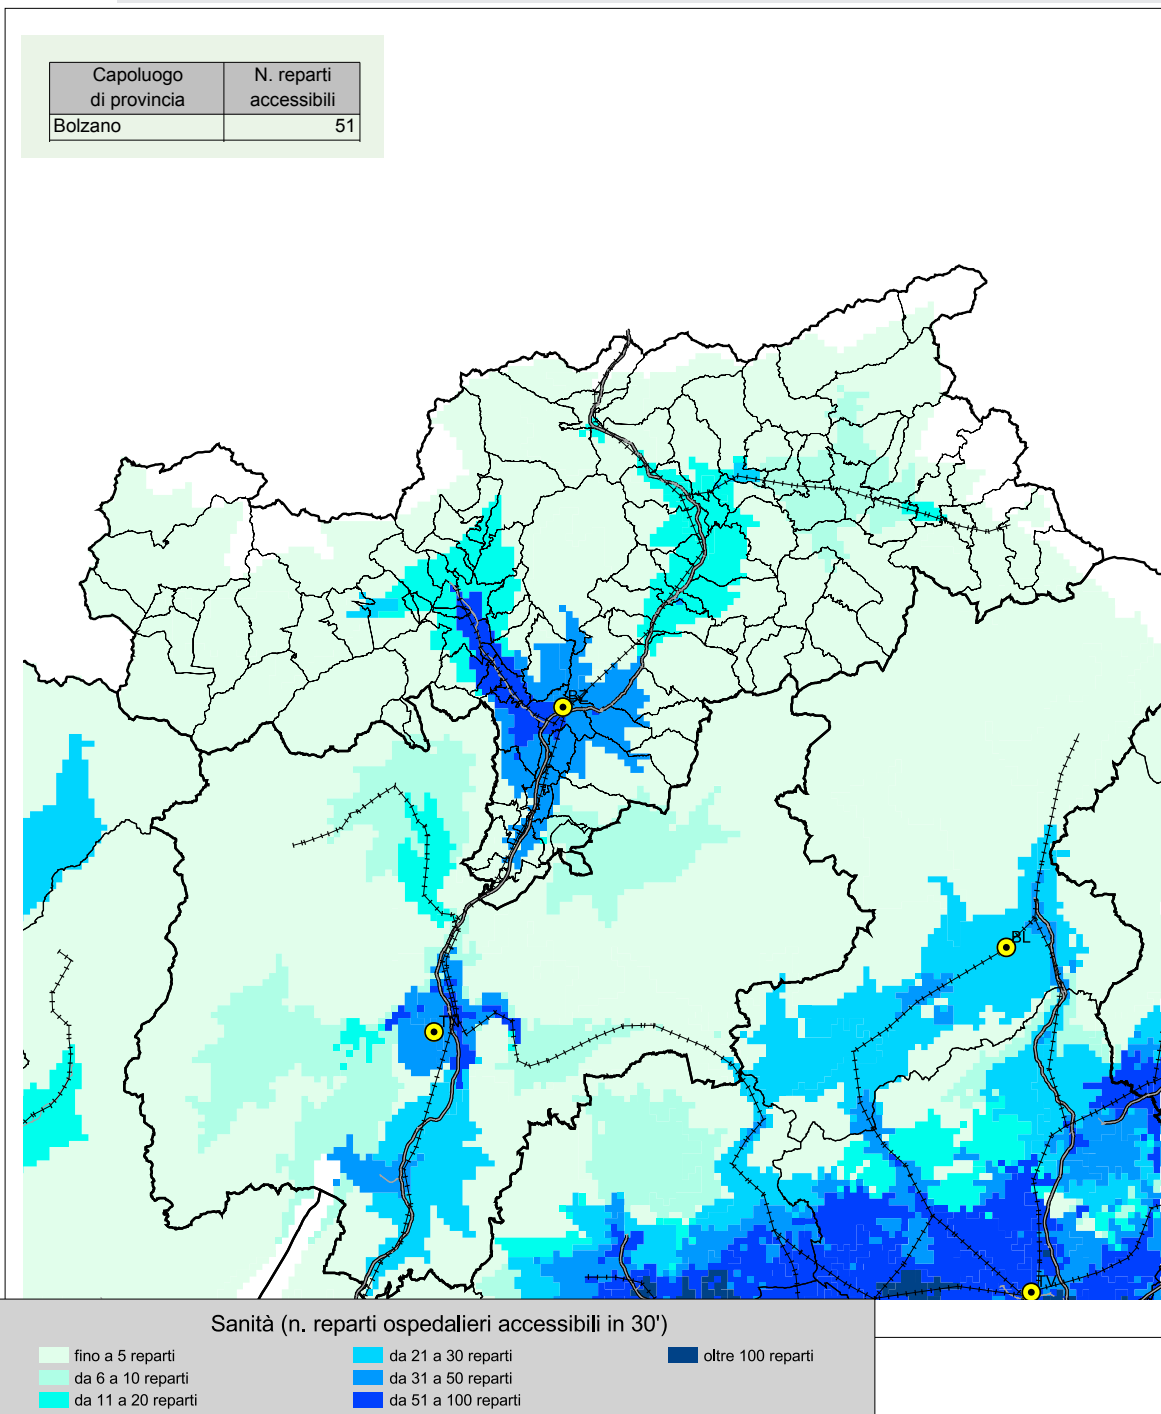 Capoluogo di provincia N. reparti accessibili
Bolzano 51
BZ
BL
TN
TV
Sanità (n. reparti ospedalieri accessibili in 30')
fino a 5 reparti
da 6 a 10 reparti
da 11 a 20 reparti
da 21 a 30 reparti
da 31 a 50 reparti
da 51 a 100 reparti
oltre 100 reparti